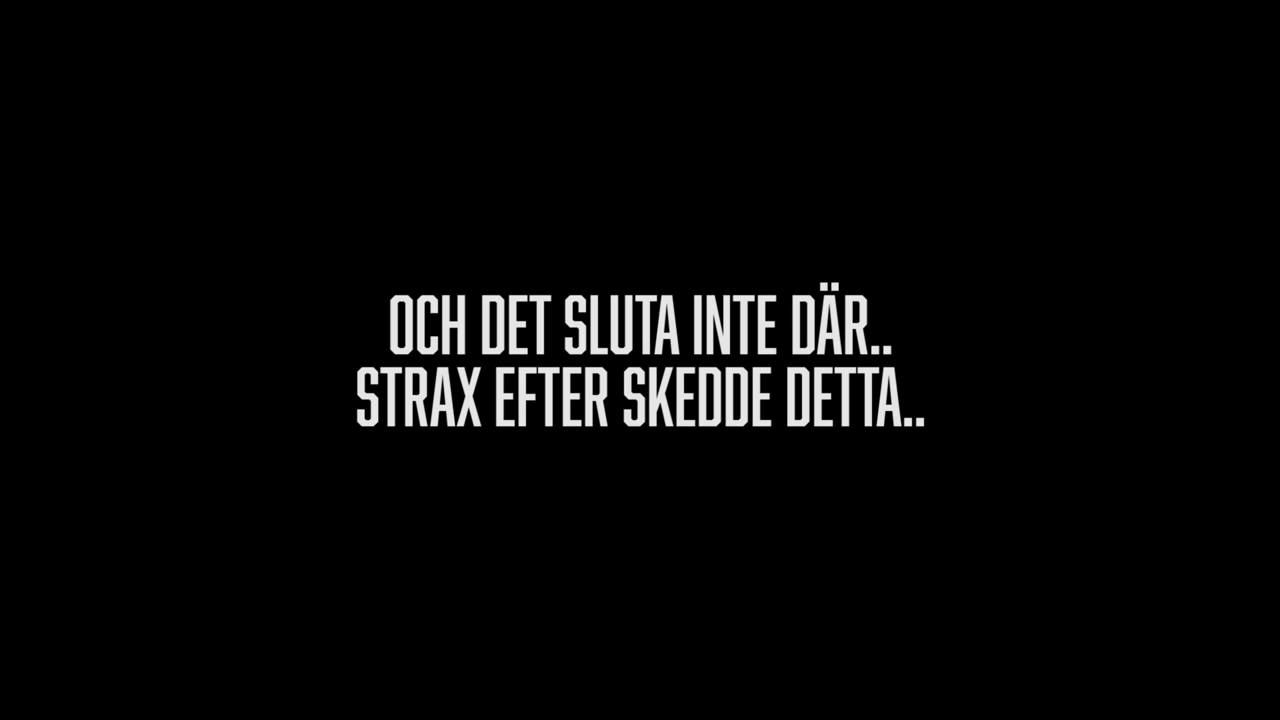 OCH DET SLUTA INTE DÄR..
STRAX EFTER SKEDDE DETTA..